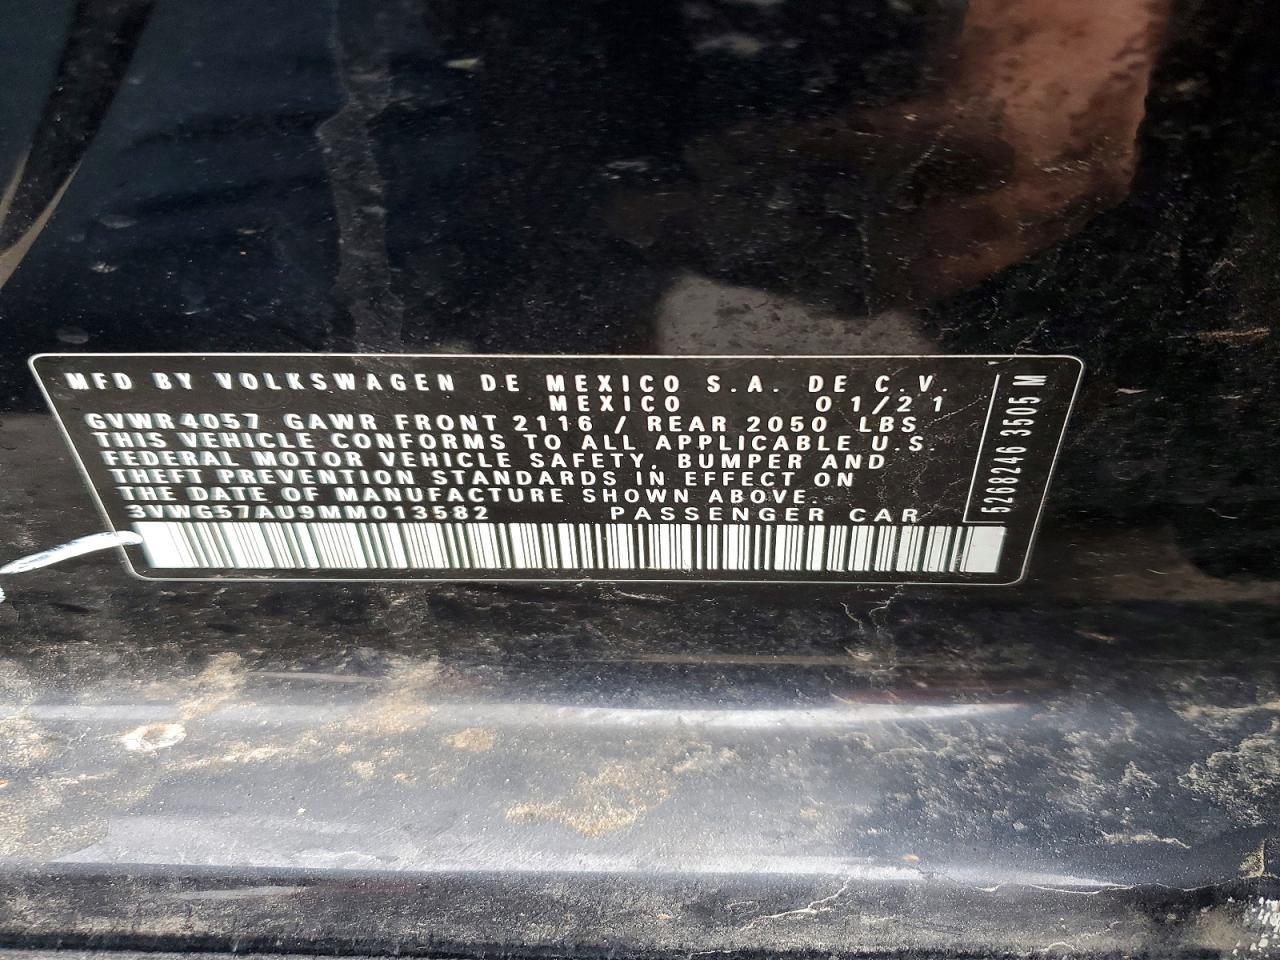 MFD BY VOLKSWAGEN DE MEXICO S.A. DE C.V.
MEXICO 01/21
GVWR 4057 GAWR FRONT 2116 / REAR 2050 LBS
THIS VEHICLE CONFORMS TO ALL APPLICABLE U.S.
FEDERAL MOTOR VEHICLE SAFETY, BUMPER AND
THEFT PREVENTION STANDARDS IN EFFECT ON
THE DATE OF MANUFACTURE SHOWN ABOVE.
3VWG57AU9MM013582 PASSENGER CAR
5268246 3505 M